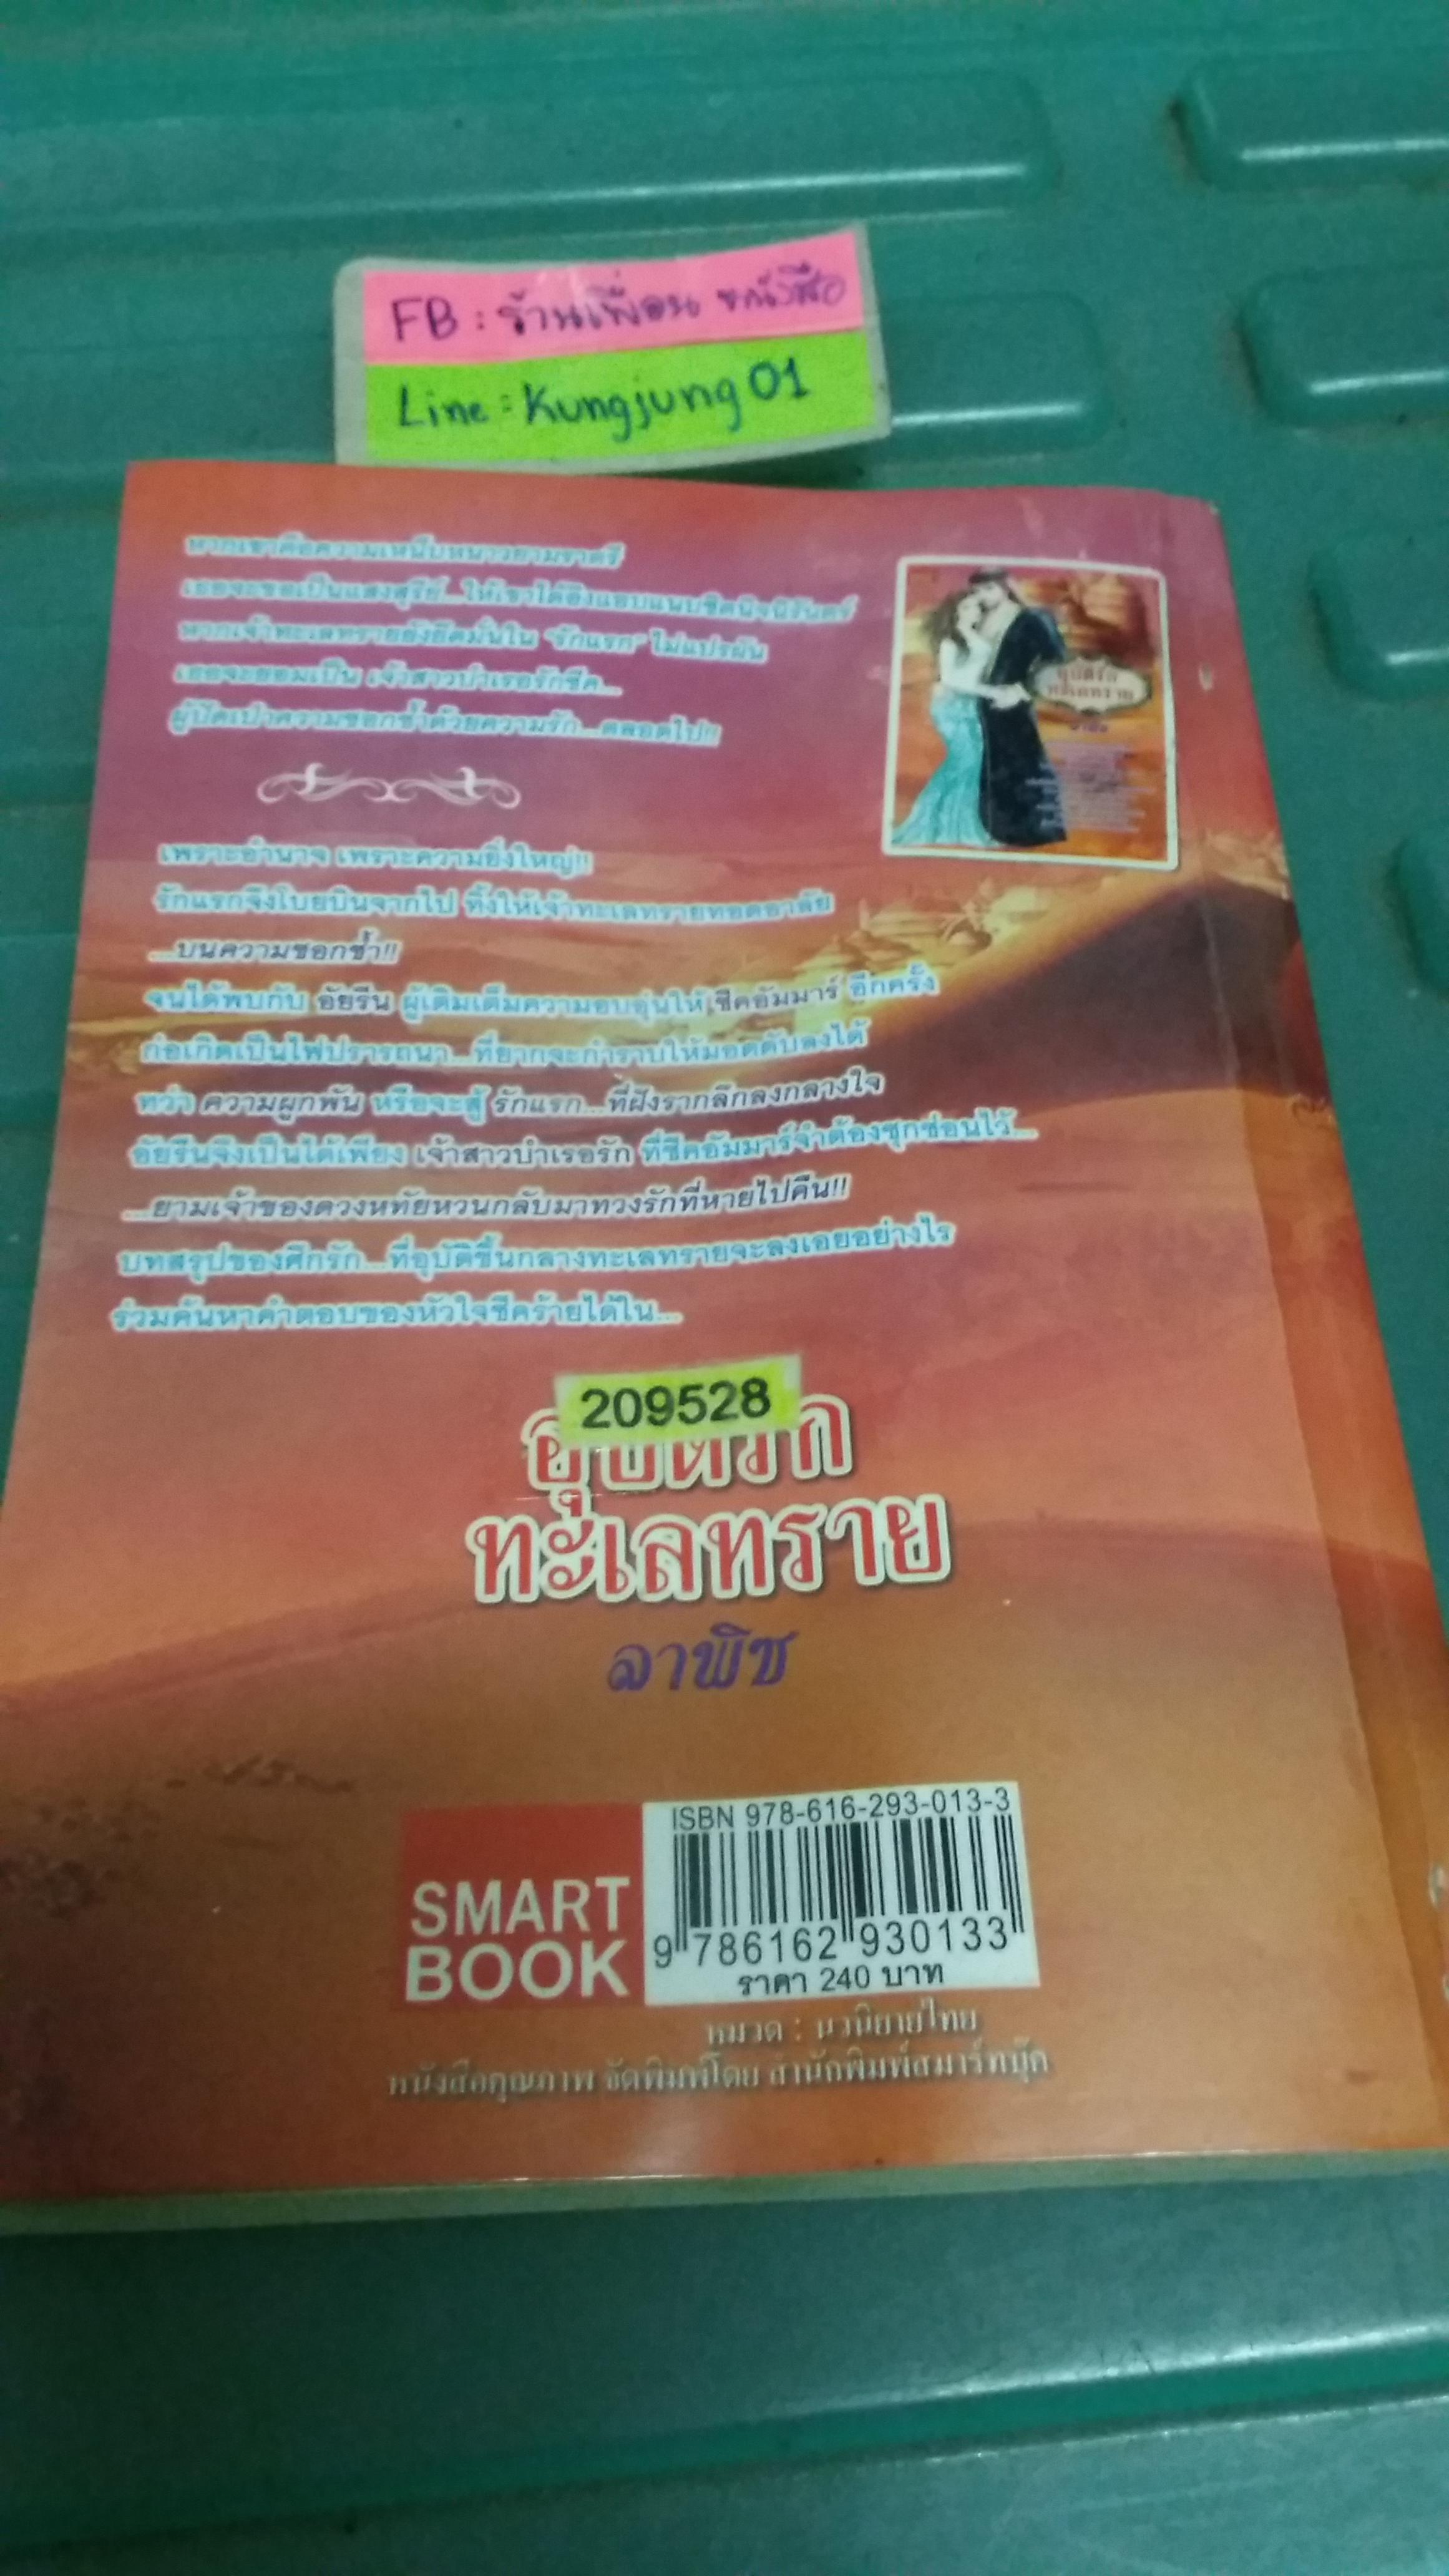 FB : ร้านเพื่อน หนังสือ
Line : Kungjung 01
หากเขาคือความเหน็บหนาวยามราตรี
เธอจะขอเป็นแสงสุรีย์...ให้เขาได้อิงแอบแนบชิดนิจนิรันดร์
หากเจ้าทะเลทรายยังยึดมั่นใน "รักแรก" ไม่แปรผัน
เธอจะยอมเป็น เจ้าสาวบำเรอรักชีค...
ผู้ปัดเป่าความชอกช้ำด้วยความรัก...ตลอดไป!!
อุบัติรัก
ทะเลทราย
ลาพิช
เพราะอำนาจ เพราะความยิ่งใหญ่!!
รักแรกจึงโบยบินจากไป ทิ้งให้เจ้าทะเลทรายทอดอาลัย
...บนความชอกช้ำ!!
จนได้พบกับ อัยรีน ผู้เติมเต็มความอบอุ่นให้ ชีคอัมมาร์ อีกครั้ง
ก่อเกิดเป็นไฟปรารถนา...ที่ยากจะกำราบให้มอดดับลงได้
ทว่า ความผูกพัน หรือจะสู้ รักแรก...ที่ฝังรากลึกลงกลางใจ
อัยรีนจึงเป็นได้เพียง เจ้าสาวบำเรอรัก ที่ชีคอัมมาร์จำต้องซุกซ่อนไว้...
...ยามเจ้าของดวงหทัยหวนกลับมาทวงรักที่หายไปคืน!!
บทสรุปของศึกรัก...ที่อุบัติขึ้นกลางทะเลทรายจะลงเอยอย่างไร
ร่วมค้นหาคำตอบของหัวใจชีคร้ายได้ใน...
209528
อุบัติรัก
ทะเลทราย
ลาพิช
SMART
BOOK
ISBN 978-616-293-013-3
9 786162 930133
ราคา 240 บาท
หมวด : นวนิยายไทย
หนังสือคุณภาพ จัดพิมพ์โดย สำนักพิมพ์สมาร์ทบุ๊ค